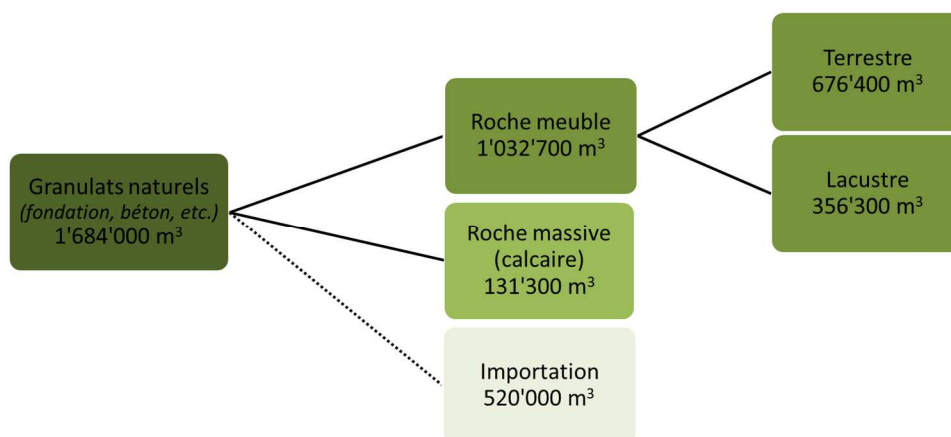 Granulats naturels
(fondation, béton, etc.)
1'684'000 m³
Roche meuble
1'032'700 m³
Roche massive
(calcaire)
131'300 m³
Importation
520'000 m³
Terrestre
676'400 m³
Lacustre
356'300 m³